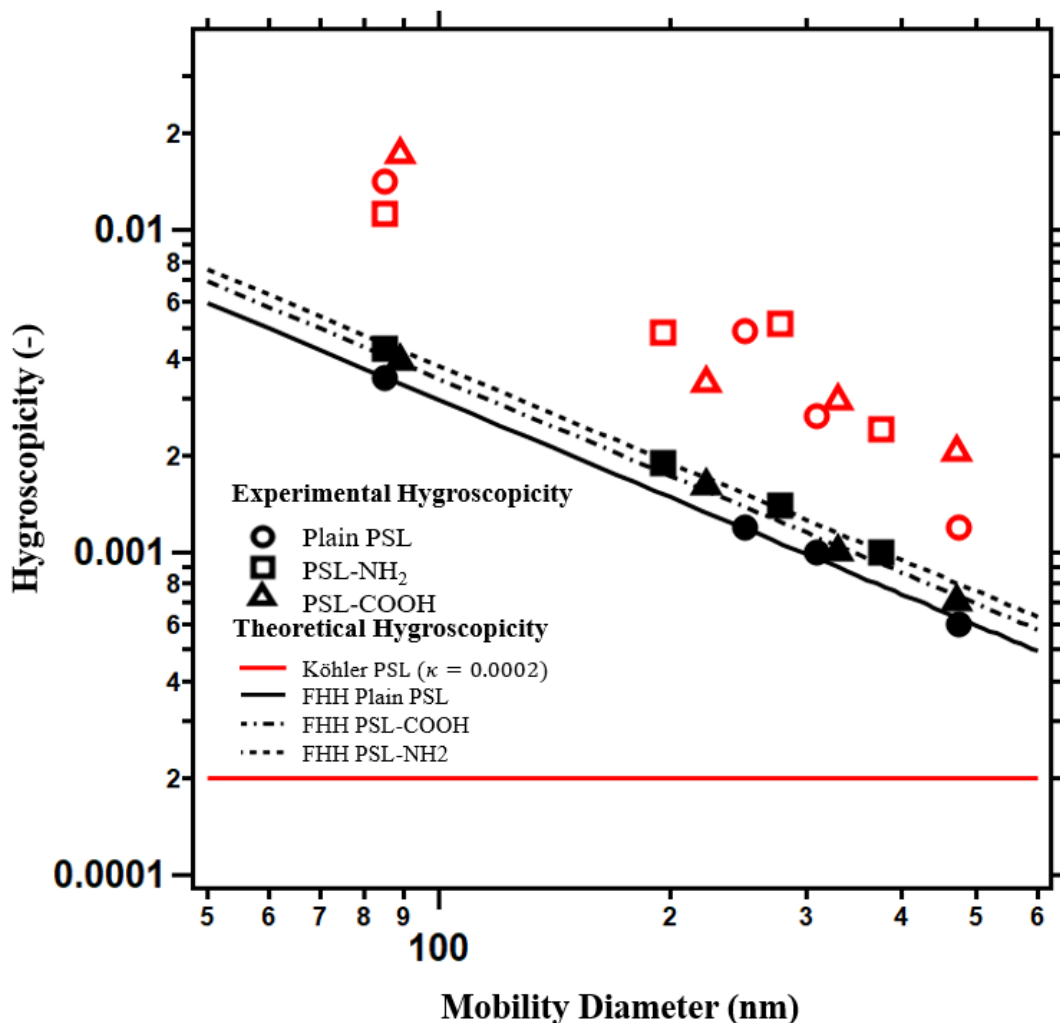 2
0.01
8
6
4
2
0.001
8
6
4
2
0.0001
Hygroscopicity (-)
Experimental Hygroscopicity
Plain PSL
PSL-NH₂
PSL-COOH
Theoretical Hygroscopicity
Köhler PSL (κ = 0.0002)
FHH Plain PSL
FHH PSL-COOH
FHH PSL-NH2
5 6 7 8 9 2 3 4 5 6
100
Mobility Diameter (nm)